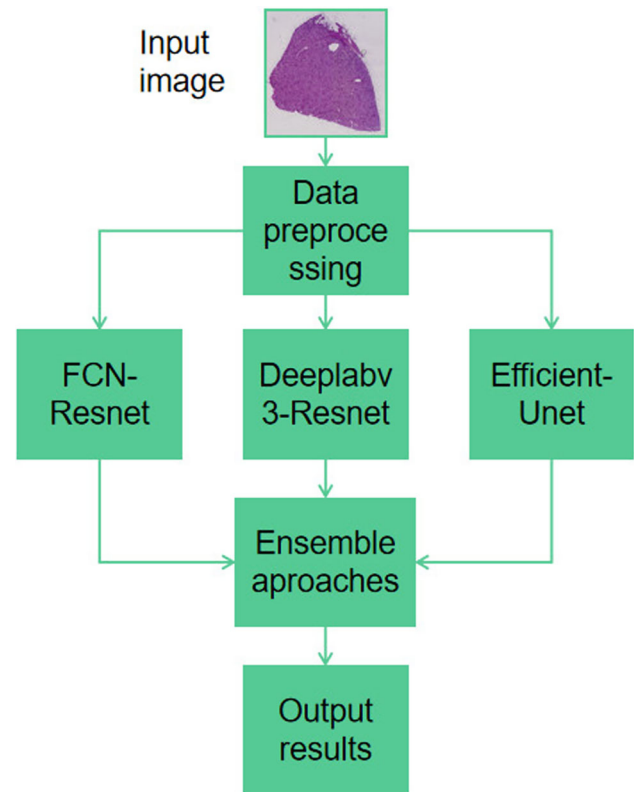 Input
image
Data
preproce
ssing
FCN-
Resnet
Deeplabv
3-Resnet
Efficient-
Unet
Ensemble
aproaches
Output
results